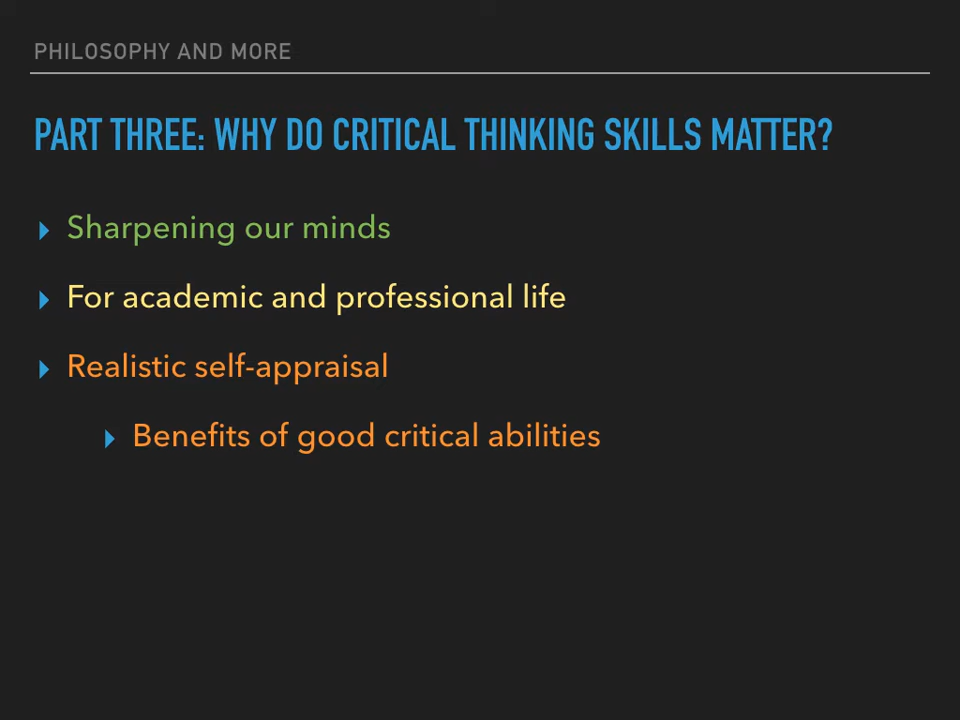 PHILOSOPHY AND MORE
PART THREE: WHY DO CRITICAL THINKING SKILLS MATTER?
Sharpening our minds
For academic and professional life
Realistic self-appraisal
Benefits of good critical abilities